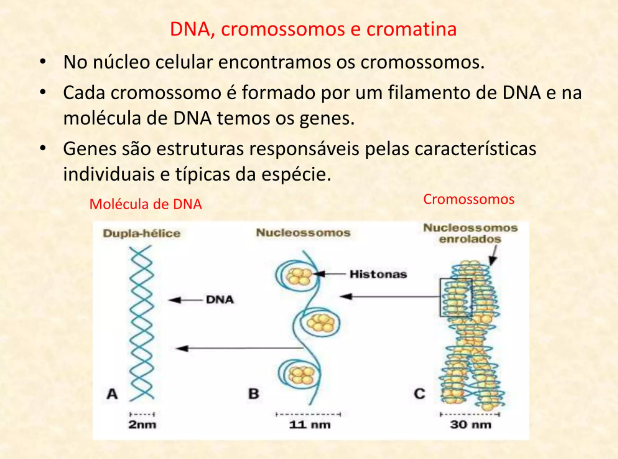 DNA, cromossomos e cromatina
• No núcleo celular encontramos os cromossomos.
• Cada cromossomo é formado por um filamento de DNA e na
molécula de DNA temos os genes.
• Genes são estruturas responsáveis pelas características
individuais e típicas da espécie.
Molécula de DNA
Cromossomos
Dupla-hélice
Nucleossomos
Nucleossomos
enrolados
Histonas
DNA
A
B
C
2nm
11 nm
30 nm